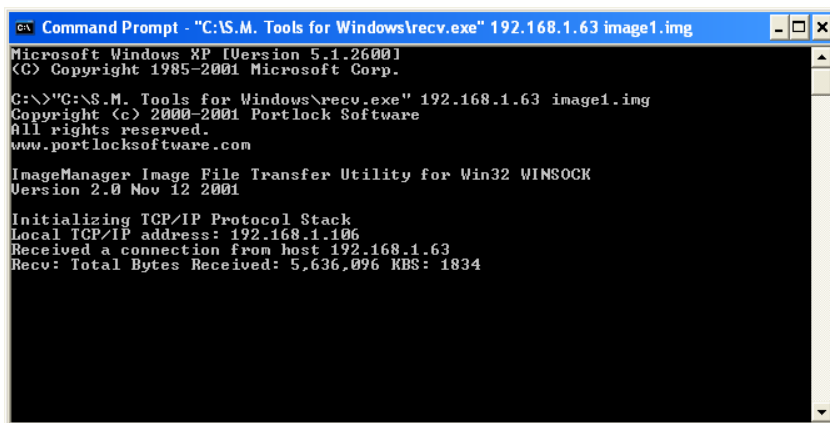 Command Prompt - "C:\S.M. Tools for Windows\recv.exe" 192.168.1.63 image1.img
Microsoft Windows XP [Version 5.1.2600]
(C) Copyright 1985-2001 Microsoft Corp.
C:\>"C:\S.M. Tools for Windows\recv.exe" 192.168.1.63 image1.img
Copyright (c) 2000-2001 Portlock Software
All rights reserved.
www.portlocksoftware.com
ImageManager Image File Transfer Utility for Win32 WINSOCK
Version 2.0 Nov 12 2001
Initializing TCP/IP Protocol Stack
Local TCP/IP address: 192.168.1.106
Received a connection from host 192.168.1.63
Recv: Total Bytes Received: 5,636,096 KBS: 1834